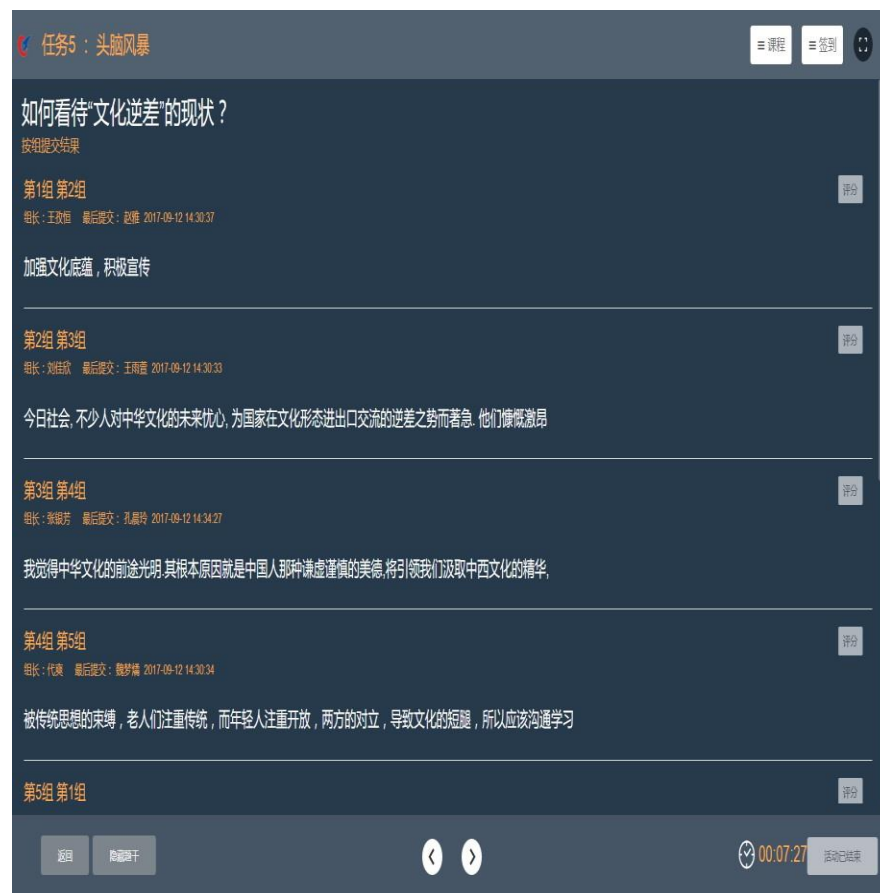 任务5 : 头脑风暴
≡ 课程
≡ 签到
如何看待“文化逆差”的现状？
按组提交结果
第1组 第2组
评分
组长 : 王孜恒 最后提交 : 赵雅 2017-09-12 14:30:37
加强文化底蕴，积极宣传
第2组 第3组
评分
组长 : 刘佳欣 最后提交 : 王雨萱 2017-09-12 14:30:33
今日社会, 不少人对中华文化的未来忧心, 为国家在文化形态进出口交流的逆差之势而著急. 他们慷慨激昂
第3组 第4组
评分
组长 : 张银芳 最后提交 : 孔晨玲 2017-09-12 14:34:27
我觉得中华文化的前途光明.其根本原因就是中国人那种谦虚谨慎的美德,将引领我们汲取中西文化的精华,
第4组 第5组
评分
组长 : 代爽 最后提交 : 魏梦 2017-09-12 14:30:34
被传统思想的束缚，老人们注重传统，而年轻人注重开放，两方的对立，导致文化的短腿，所以应该沟通学习
第5组 第1组
评分
返回
隐藏题干
00:07:27
活动已结束